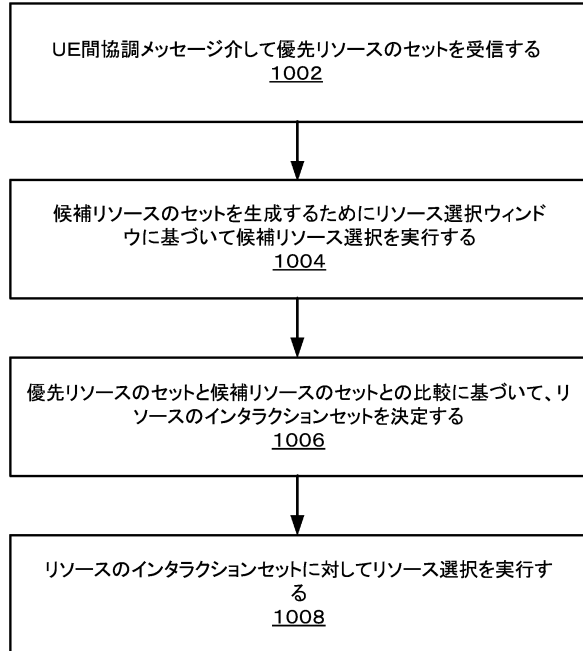 UE間協調メッセージ介して優先リソースのセットを受信する
1002
候補リソースのセットを生成するためにリソース選択ウィンド
ウに基づいて候補リソース選択を実行する
1004
優先リソースのセットと候補リソースのセットとの比較に基づいて、リ
ソースのインタラクションセットを決定する
1006
リソースのインタラクションセットに対してリソース選択を実行す
る
1008